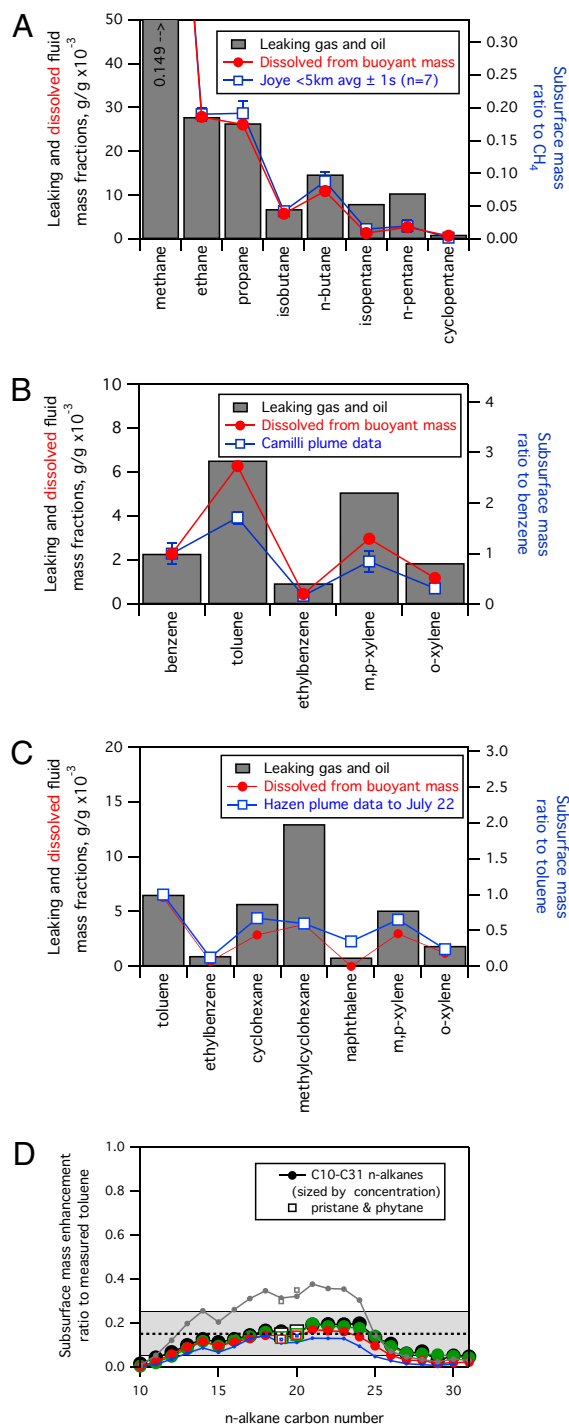 A
Leaking and dissolved fluid
mass fractions, g/g x10⁻³
50
40
30
20
10
0
0.149 -->
Leaking gas and oil
Dissolved from buoyant mass
Joye <5km avg ± 1s (n=7)
0.30
0.25
0.20
0.15
0.10
0.05
0.00
Subsurface mass
ratio to CH₄
methane
ethane
propane
isobutane
n-butane
isopentane
n-pentane
cyclopentane
B
Leaking and dissolved fluid
mass fractions, g/g x10⁻³
10
8
6
4
2
0
Leaking gas and oil
Dissolved from buoyant mass
Camilli plume data
4
3
2
1
0
Subsurface mass
ratio to benzene
benzene
toluene
ethylbenzene
m,p-xylene
o-xylene
C
Leaking and dissolved fluid
mass fractions, g/g x10⁻³
20
15
10
5
0
Leaking gas and oil
Dissolved from buoyant mass
Hazen plume data to July 22
3.0
2.5
2.0
1.5
1.0
0.5
0.0
Subsurface mass
ratio to toluene
toluene
ethylbenzene
cyclohexane
methylcyclohexane
naphthalene
m,p-xylene
o-xylene
D
Subsurface mass enhancement
ratio to measured toluene
1.0
0.8
0.6
0.4
0.2
0.0
C10-C31 n-alkanes
(sized by concentration)
pristane & phytane
10
15
20
25
30
n-alkane carbon number